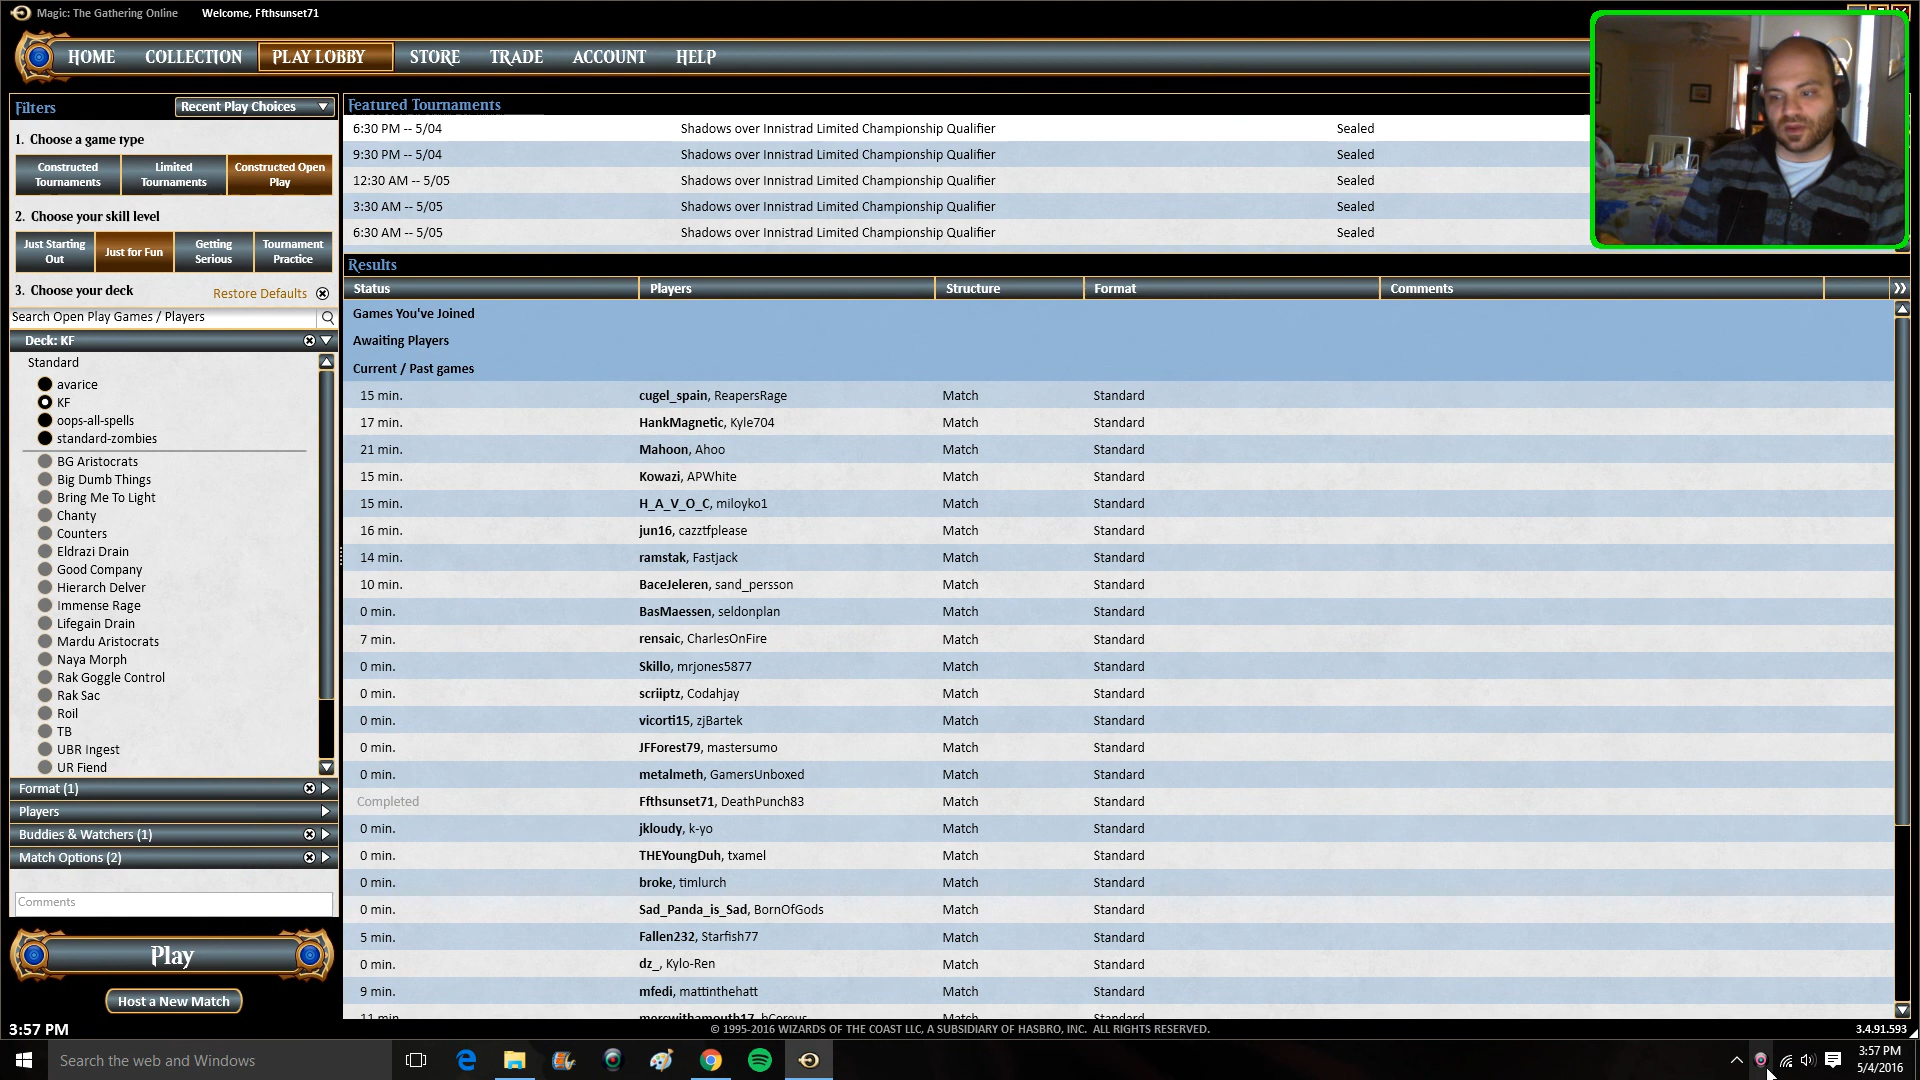 Magic: The Gathering Online Welcome, Ffthsunset71
HOME COLLECTION PLAY LOBBY STORE TRADE ACCOUNT HELP
Filters Recent Play Choices
1. Choose a game type
Constructed Tournaments Limited Tournaments Constructed Open Play
2. Choose your skill level
Just Starting Out Just for Fun Getting Serious Tournament Practice
3. Choose your deck Restore Defaults
Search Open Play Games / Players
Deck: KF
Standard
avarice
KF
oops-all-spells
standard-zombies
BG Aristocrats
Big Dumb Things
Bring Me To Light
Chanty
Counters
Eldrazi Drain
Good Company
Hierarch Delver
Immense Rage
Lifegain Drain
Mardu Aristocrats
Naya Morph
Rak Goggle Control
Rak Sac
Roil
TB
UBR Ingest
UR Fiend
Format (1)
Players
Buddies & Watchers (1)
Match Options (2)
Comments
Play
Host a New Match
3:57 PM
Featured Tournaments
6:30 PM -- 5/04 Shadows over Innistrad Limited Championship Qualifier Sealed
9:30 PM -- 5/04 Shadows over Innistrad Limited Championship Qualifier Sealed
12:30 AM -- 5/05 Shadows over Innistrad Limited Championship Qualifier Sealed
3:30 AM -- 5/05 Shadows over Innistrad Limited Championship Qualifier Sealed
6:30 AM -- 5/05 Shadows over Innistrad Limited Championship Qualifier Sealed
Results
Status Players Structure Format Comments
Games You've Joined
Awaiting Players
Current / Past games
15 min. cugel_spain, ReapersRage Match Standard
17 min. HankMagnetic, Kyle704 Match Standard
21 min. Mahoon, Ahoo Match Standard
15 min. Kowazi, APWhite Match Standard
15 min. H_A_V_O_C, miloyko1 Match Standard
16 min. jun16, cazztfplease Match Standard
14 min. ramstak, Fastjack Match Standard
10 min. BaceJeleren, sand_persson Match Standard
0 min. BasMaessen, seldonplan Match Standard
7 min. rensaic, CharlesOnFire Match Standard
0 min. Skillo, mrjones5877 Match Standard
0 min. scriiptz, Codahjay Match Standard
0 min. vicorti15, zjBartek Match Standard
0 min. JFForest79, mastersumo Match Standard
0 min. metalmeth, GamersUnboxed Match Standard
Completed Ffthsunset71, DeathPunch83 Match Standard
0 min. jkloudy, k-yo Match Standard
0 min. THEYoungDuh, txamel Match Standard
0 min. broke, timlurch Match Standard
0 min. Sad_Panda_is_Sad, BornOfGods Match Standard
5 min. Fallen232, Starfish77 Match Standard
0 min. dz_, Kylo-Ren Match Standard
9 min. mfedi, mattinthehatt Match Standard
11 min. Match Standard
© 1995-2016 WIZARDS OF THE COAST LLC, A SUBSIDIARY OF HASBRO, INC. ALL RIGHTS RESERVED. 3.4.91.593
Search the web and Windows
3:57 PM
5/4/2016